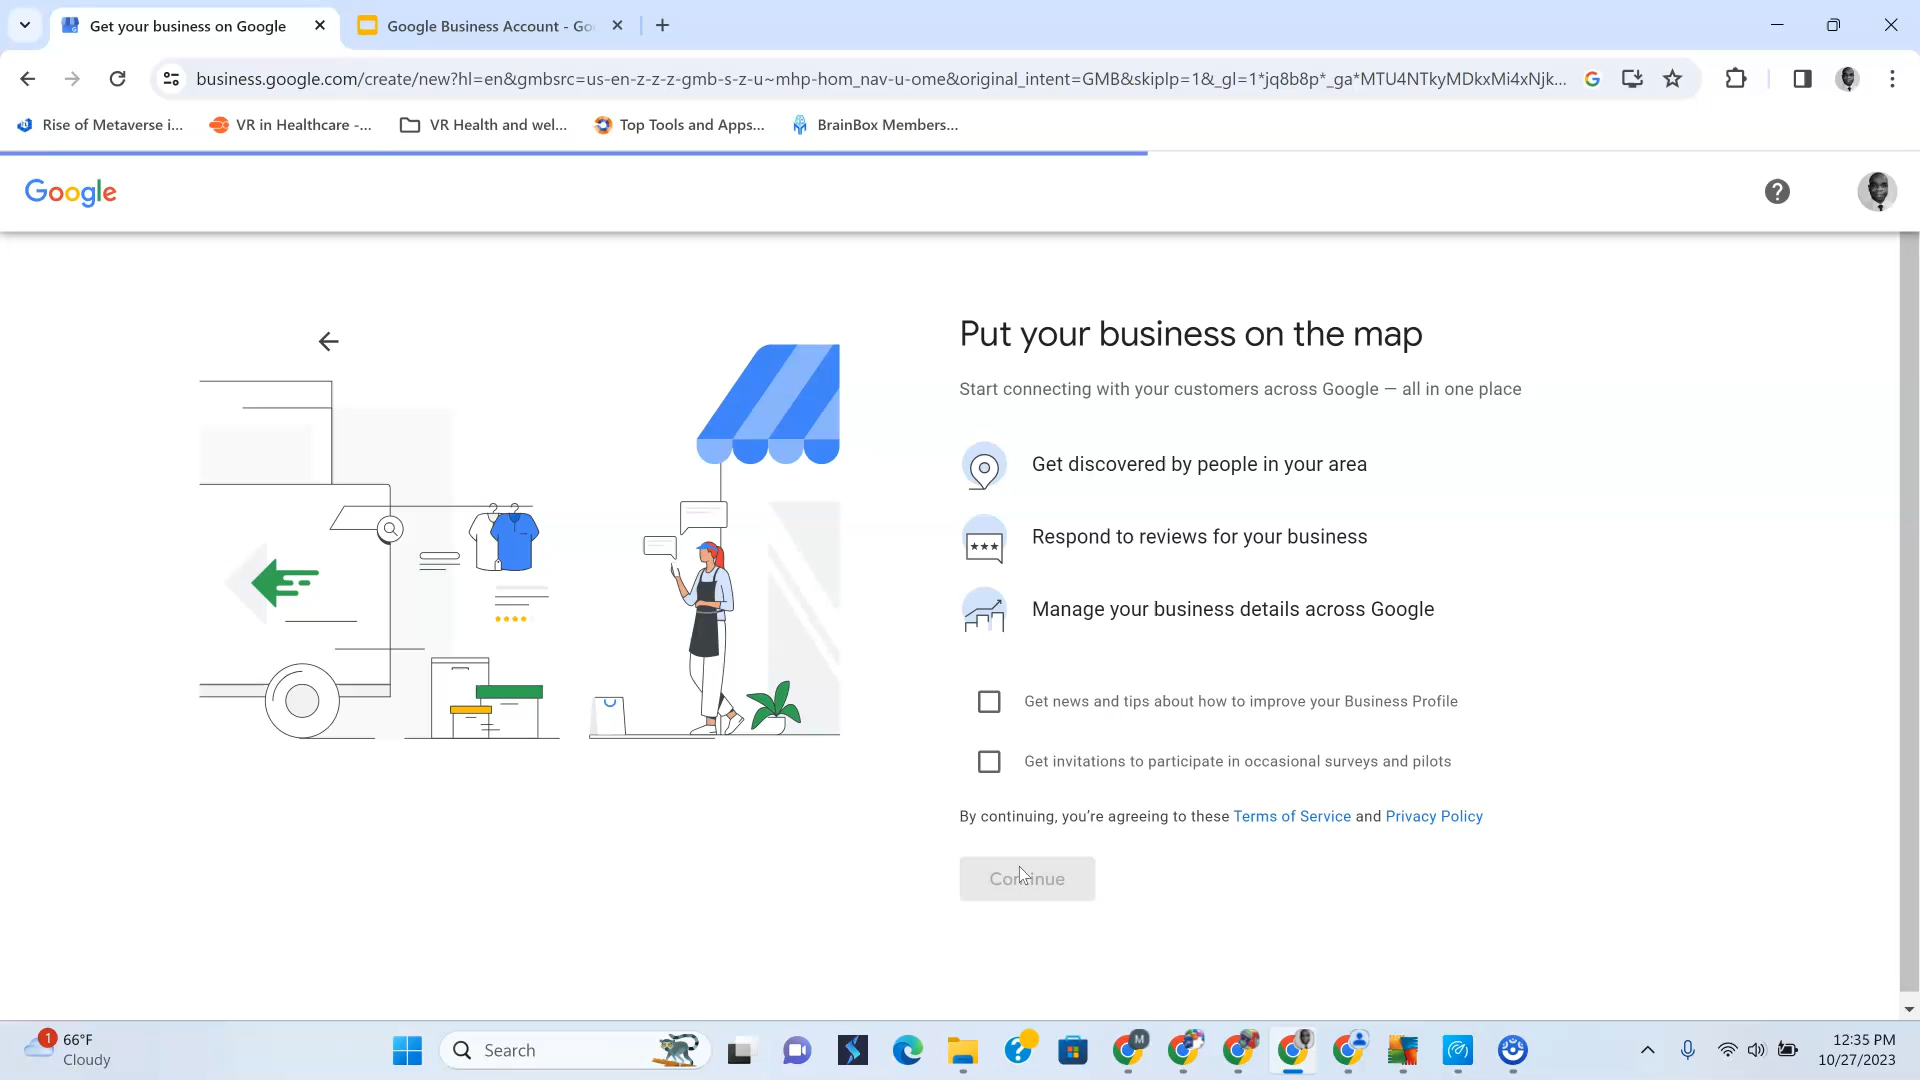 Get your business on Google
Google Business Account - Go
business.google.com/create/new?hl=en&gmbsrc=us-en-z-z-z-gmb-s-z-u~mhp-hom_nav-u-ome&original_intent=GMB&skiplp=1&_gl=1*jq8b8p*_ga*MTU4NTkyMDkxMi4xNjk...
Rise of Metaverse i...
VR in Healthcare -...
VR Health and wel...
Top Tools and Apps...
BrainBox Members...
Google
Put your business on the map
Start connecting with your customers across Google — all in one place
Get discovered by people in your area
Respond to reviews for your business
Manage your business details across Google
Get news and tips about how to improve your Business Profile
Get invitations to participate in occasional surveys and pilots
By continuing, you're agreeing to these Terms of Service and Privacy Policy
Continue
1
66°F
Cloudy
Search
M
12:35 PM
10/27/2023